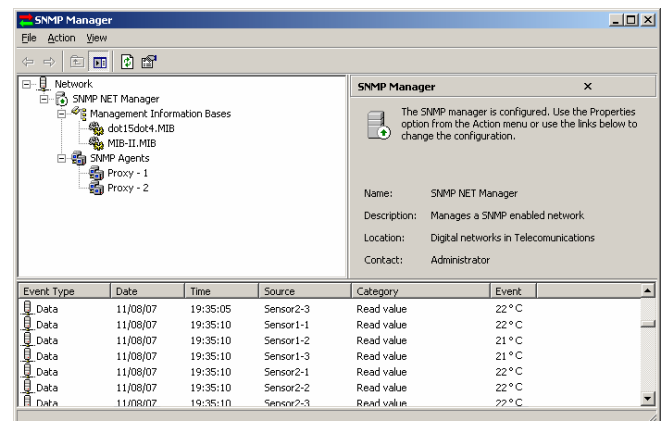 SNMP Manager
File Action View
Network
SNMP NET Manager
Management Information Bases
dot15dot4.MIB
MIB-II.MIB
SNMP Agents
Proxy - 1
Proxy - 2
SNMP Manager
The SNMP manager is configured. Use the Properties
option from the Action menu or use the links below to
change the configuration.
Name: SNMP NET Manager
Description: Manages a SNMP enabled network
Location: Digital networks in Telecomunications
Contact: Administrator
Event Type Date Time Source Category Event
Data 11/08/07 19:35:05 Sensor2-3 Read value 22°C
Data 11/08/07 19:35:10 Sensor1-1 Read value 22°C
Data 11/08/07 19:35:10 Sensor1-2 Read value 21°C
Data 11/08/07 19:35:10 Sensor1-3 Read value 21°C
Data 11/08/07 19:35:10 Sensor2-1 Read value 22°C
Data 11/08/07 19:35:10 Sensor2-2 Read value 22°C
Data 11/08/07 19:35:10 Sensor2-3 Read value 22°C